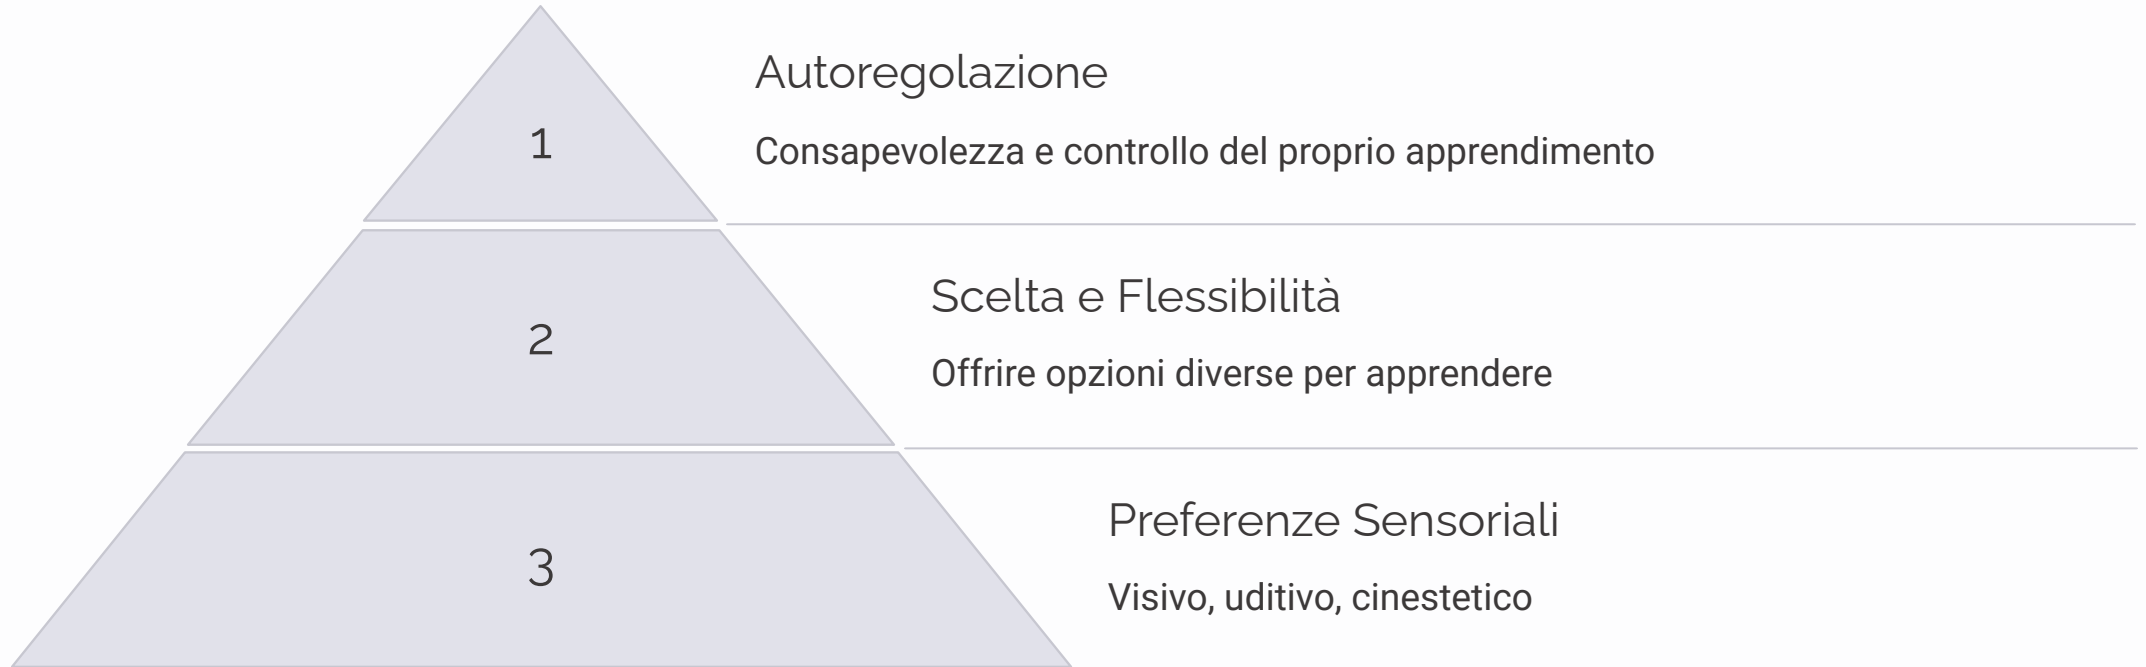 1
Autoregolazione
Consapevolezza e controllo del proprio apprendimento
2
Scelta e Flessibilità
Offrire opzioni diverse per apprendere
3
Preferenze Sensoriali
Visivo, uditivo, cinestetico